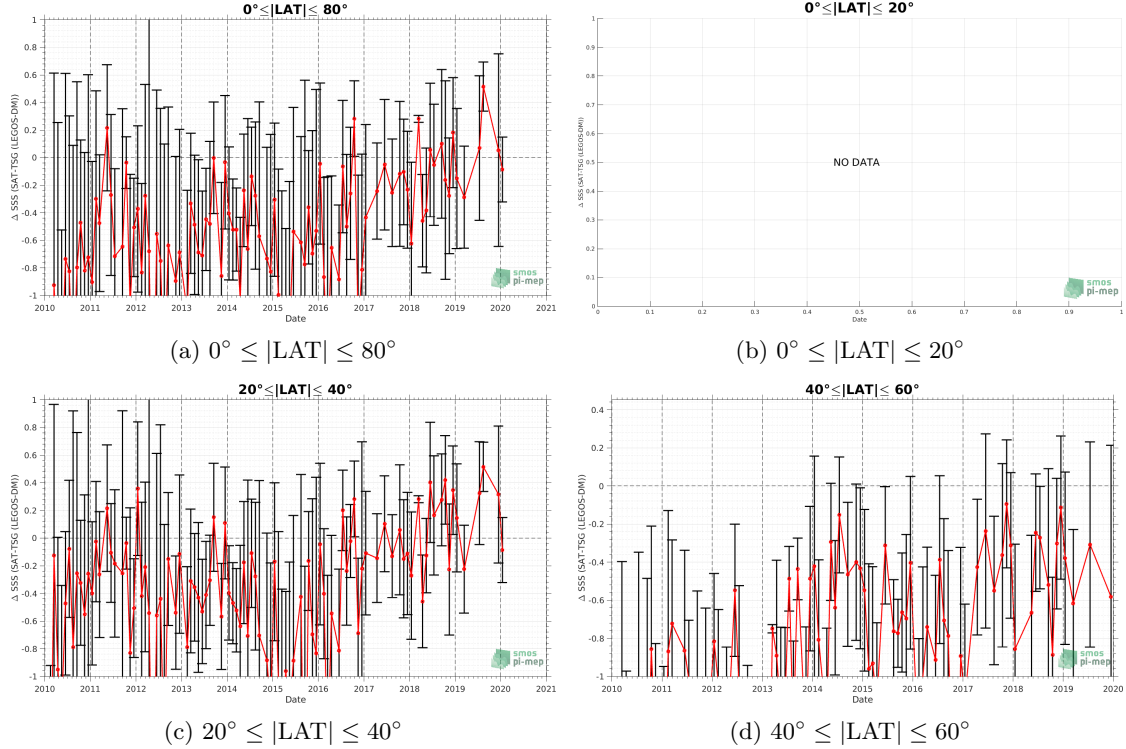 0°≤|LAT|≤ 80°
Δ SSS (SAT-TSG (LEGOS-DM))
1
0.8
0.6
0.4
0.2
0
-0.2
-0.4
-0.6
-0.8
-1
2010 2011 2012 2013 2014 2015 2016 2017 2018 2019 2020 2021
Date
smos
pi-mep
(a) 0° ≤ |LAT| ≤ 80°
0°≤|LAT|≤ 20°
Δ SSS (SAT-TSG (LEGOS-DM))
1
0.9
0.8
0.7
0.6
0.5
0.4
0.3
0.2
0.1
0
NO DATA
0 0.1 0.2 0.3 0.4 0.5 0.6 0.7 0.8 0.9 1
Date
smos
pi-mep
(b) 0° ≤ |LAT| ≤ 20°
20°≤|LAT|≤ 40°
Δ SSS (SAT-TSG (LEGOS-DM))
1
0.8
0.6
0.4
0.2
0
-0.2
-0.4
-0.6
-0.8
-1
2010 2011 2012 2013 2014 2015 2016 2017 2018 2019 2020 2021
Date
smos
pi-mep
(c) 20° ≤ |LAT| ≤ 40°
40°≤|LAT|≤ 60°
Δ SSS (SAT-TSG (LEGOS-DM))
0.4
0.2
0
-0.2
-0.4
-0.6
-0.8
-1
2010 2011 2012 2013 2014 2015 2016 2017 2018 2019 2020
Date
smos
pi-mep
(d) 40° ≤ |LAT| ≤ 60°